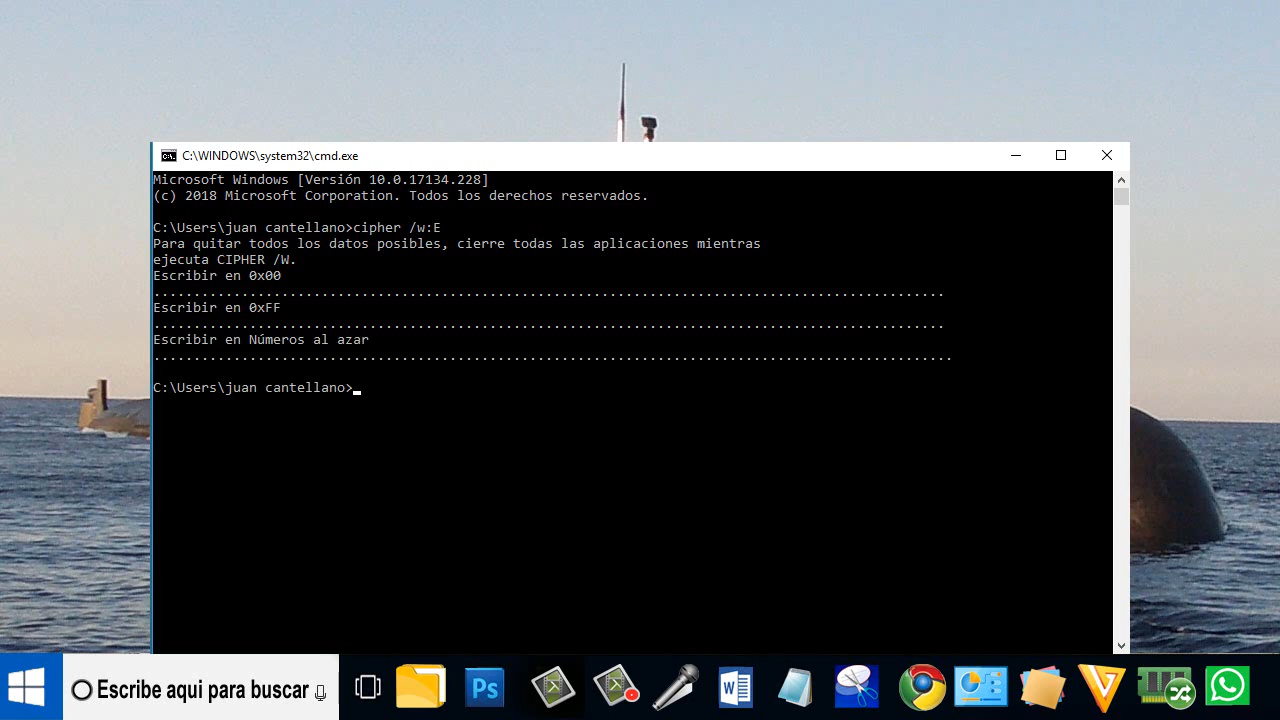 C:\WINDOWS\system32\cmd.exe
Microsoft Windows [Versión 10.0.17134.228]
(c) 2018 Microsoft Corporation. Todos los derechos reservados.
C:\Users\juan cantellano>cipher /w:E
Para quitar todos los datos posibles, cierre todas las aplicaciones mientras
ejecuta CIPHER /W.
Escribir en 0x00
...................................................................................................
Escribir en 0xFF
...................................................................................................
Escribir en Números al azar
....................................................................................................
C:\Users\juan cantellano>
Escribe aqui para buscar
Ps
W